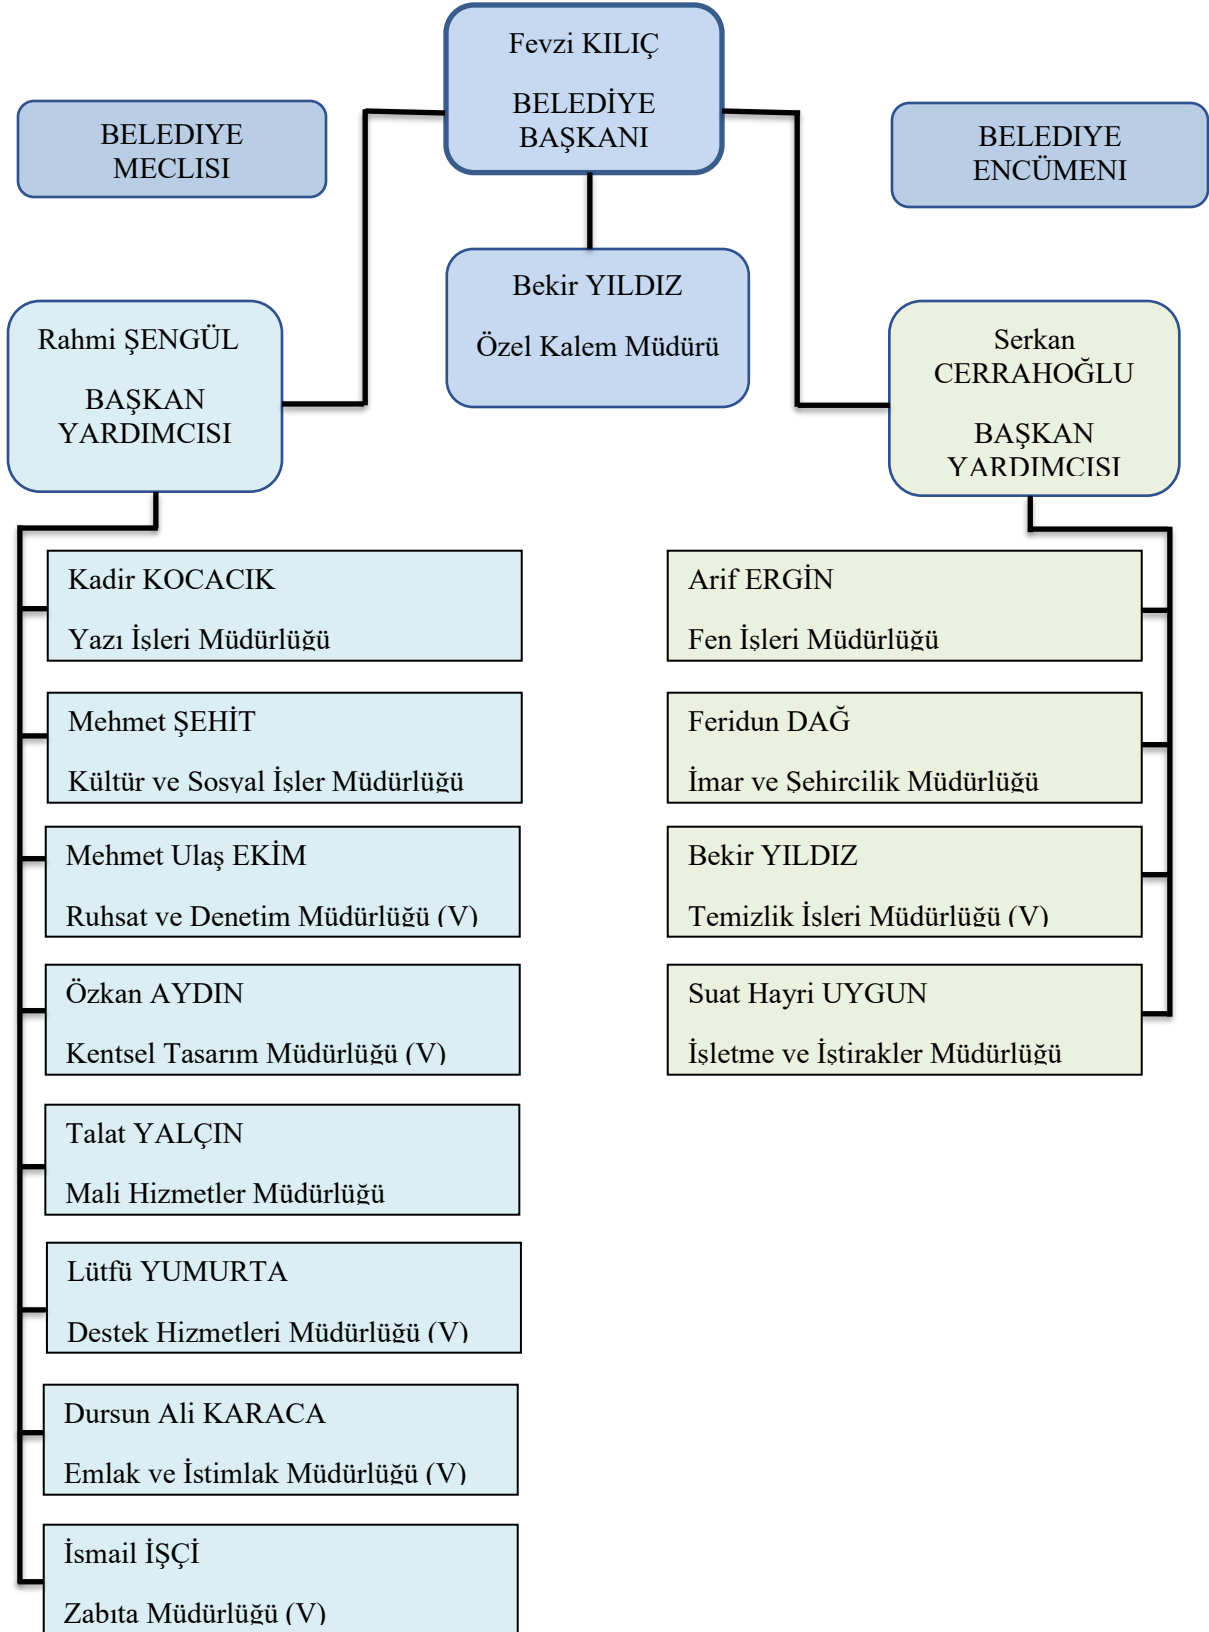 Fevzi KILIÇ
BELEDİYE
BAŞKANI
BELEDIYE
MECLISI
BELEDIYE
ENCÜMENI
Bekir YILDIZ
Özel Kalem Müdürü
Rahmi ŞENGÜL
BAŞKAN
YARDIMCISI
Serkan
CERRAHOĞLU
BAŞKAN
YARDIMCISI
Kadir KOCACIK
Yazı İşleri Müdürlüğü
Mehmet ŞEHİT
Kültür ve Sosyal İşler Müdürlüğü
Mehmet Ulaş EKİM
Ruhsat ve Denetim Müdürlüğü (V)
Özkan AYDIN
Kentsel Tasarım Müdürlüğü (V)
Talat YALÇIN
Mali Hizmetler Müdürlüğü
Lütfü YUMURTA
Destek Hizmetleri Müdürlüğü (V)
Dursun Ali KARACA
Emlak ve İstimlak Müdürlüğü (V)
İsmail İŞÇİ
Zabıta Müdürlüğü (V)
Arif ERGİN
Fen İşleri Müdürlüğü
Feridun DAĞ
İmar ve Şehircilik Müdürlüğü
Bekir YILDIZ
Temizlik İşleri Müdürlüğü (V)
Suat Hayri UYGUN
İşletme ve İştirakler Müdürlüğü